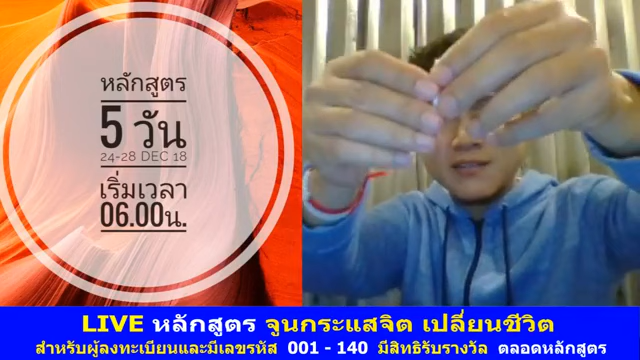 หลักสูตร
5 วัน
24-28 DEC 18
เริ่มเวลา
06.00น.
LIVE หลักสูตร จูนกระแสจิต เปลี่ยนชีวิต
สำหรับผู้ลงทะเบียนและมีเลขรหัส 001 - 140 มีสิทธิรับรางวัล ตลอดหลักสูตร